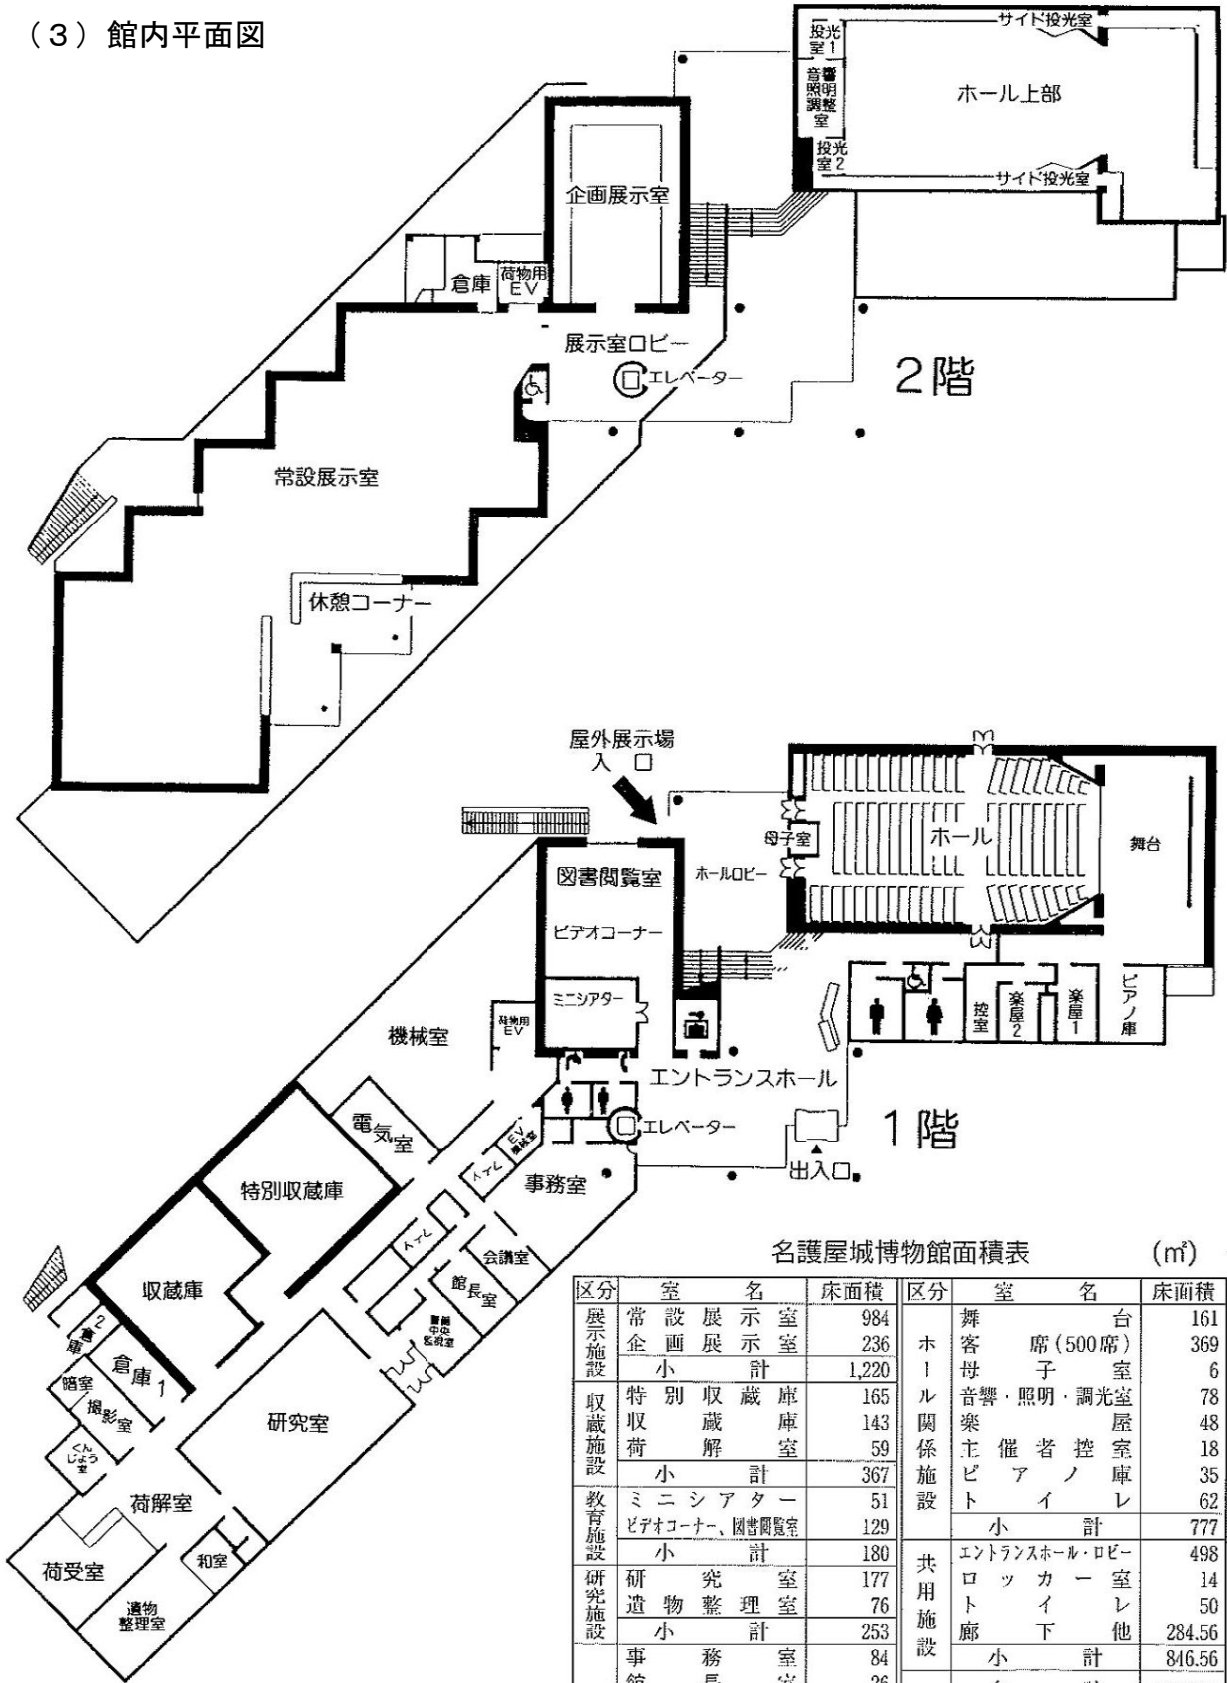 （３）館内平面図
サイド投光室
投光室1
音響照明調整室
ホール上部
投光室2
サイド投光室
企画展示室
倉庫
荷物用EV
展示室ロビー
エレベーター
2階
常設展示室
休憩コーナー
屋外展示場
入口
母子室
ホール
舞台
図書閲覧室
ホールロビー
ビデオコーナー
ミニシアター
荷物用EV
機械室
控室
楽屋2
楽屋1
ピアノ庫
エントランスホール
電気室
EV機械室
エレベーター
1階
出入口
特別収蔵庫
事務室
会議室
館長室
収蔵庫
警備中央監視室
倉庫2
倉庫1
暗室
撮影室
研究室
くんじょう室
荷解室
荷受室
和室
遺物整理室
名護屋城博物館面積表 (㎡)
区分 室名 床面積 区分 室名 床面積
展示施設 常設展示室 984
企画展示室 236
小計 1,220
収蔵施設 特別収蔵庫 165
収蔵庫 143
荷解室 59
小計 367
教育施設 ミニシアター 51
ビデオコーナー、図書閲覧室 129
小計 180
研究施設 研究室 177
遺物整理室 76
小計 253
事務室 84
館長室 26
ホール関係施設 舞台 161
客席(500席) 369
母子室 6
音響・照明・調光室 78
楽屋 48
主催者控室 18
ピアノ庫 35
トイレ 62
小計 777
共用施設 エントランスホール・ロビー 498
ロッカー室 14
トイレ 50
廊下他 284.56
小計 846.56